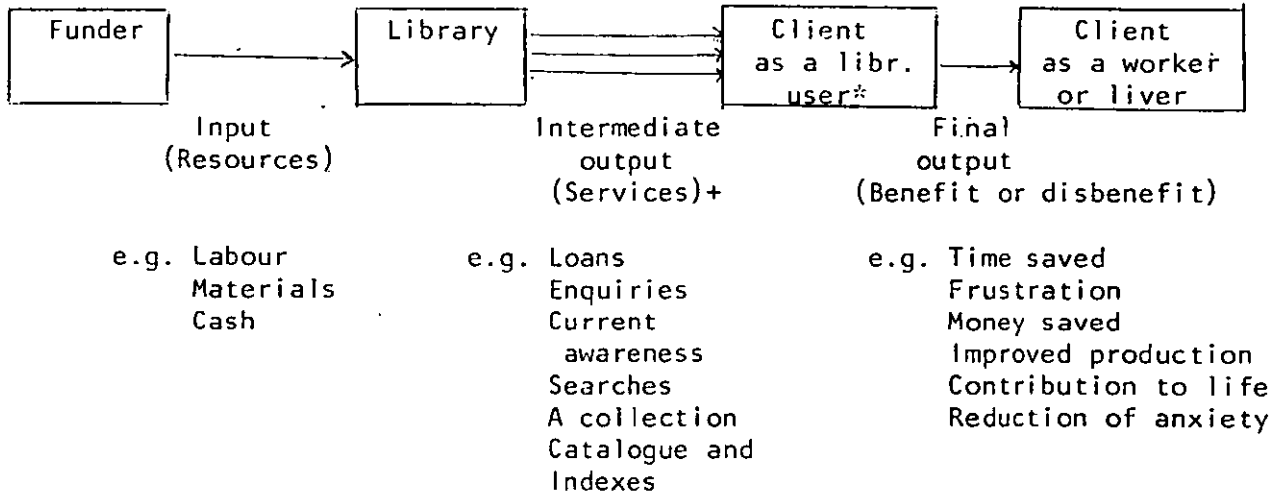 Funder
Library
Client
as a libr.
user*
Client
as a worker
or liver
Input
(Resources)
Intermediate
output
(Services)+
Final
output
(Benefit or disbenefit)
e.g. Labour
Materials
Cash
e.g. Loans
Enquiries
Current
awareness
Searches
A collection
Catalogue and
Indexes
e.g. Time saved
Frustration
Money saved
Improved production
Contribution to life
Reduction of anxiety